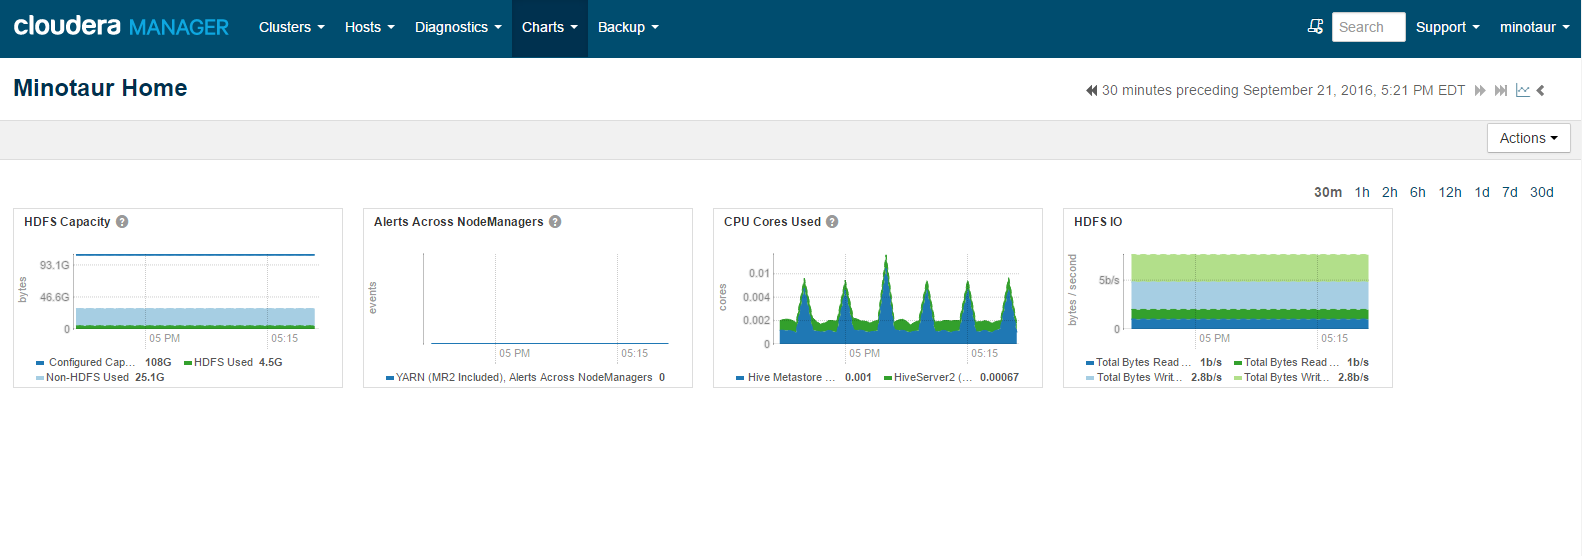 cloudera MANAGER Clusters Hosts Diagnostics Charts Backup Search Support minotaur
Minotaur Home 30 minutes preceding September 21, 2016, 5:21 PM EDT
Actions
30m 1h 2h 6h 12h 1d 7d 30d
HDFS Capacity ?
bytes
93.1G
46.6G
0
05 PM 05:15
Configured Cap... 108G HDFS Used 4.5G
Non-HDFS Used 25.1G
Alerts Across NodeManagers ?
events
05 PM 05:15
YARN (MR2 Included), Alerts Across NodeManagers 0
CPU Cores Used ?
cores
0.01
0.004
0.002
0
05 PM 05:15
Hive Metastore ... 0.001 HiveServer2 (... 0.00067
HDFS IO
bytes / second
5b/s
0
05 PM 05:15
Total Bytes Read ... 1b/s Total Bytes Read ... 1b/s
Total Bytes Writ... 2.8b/s Total Bytes Writ... 2.8b/s